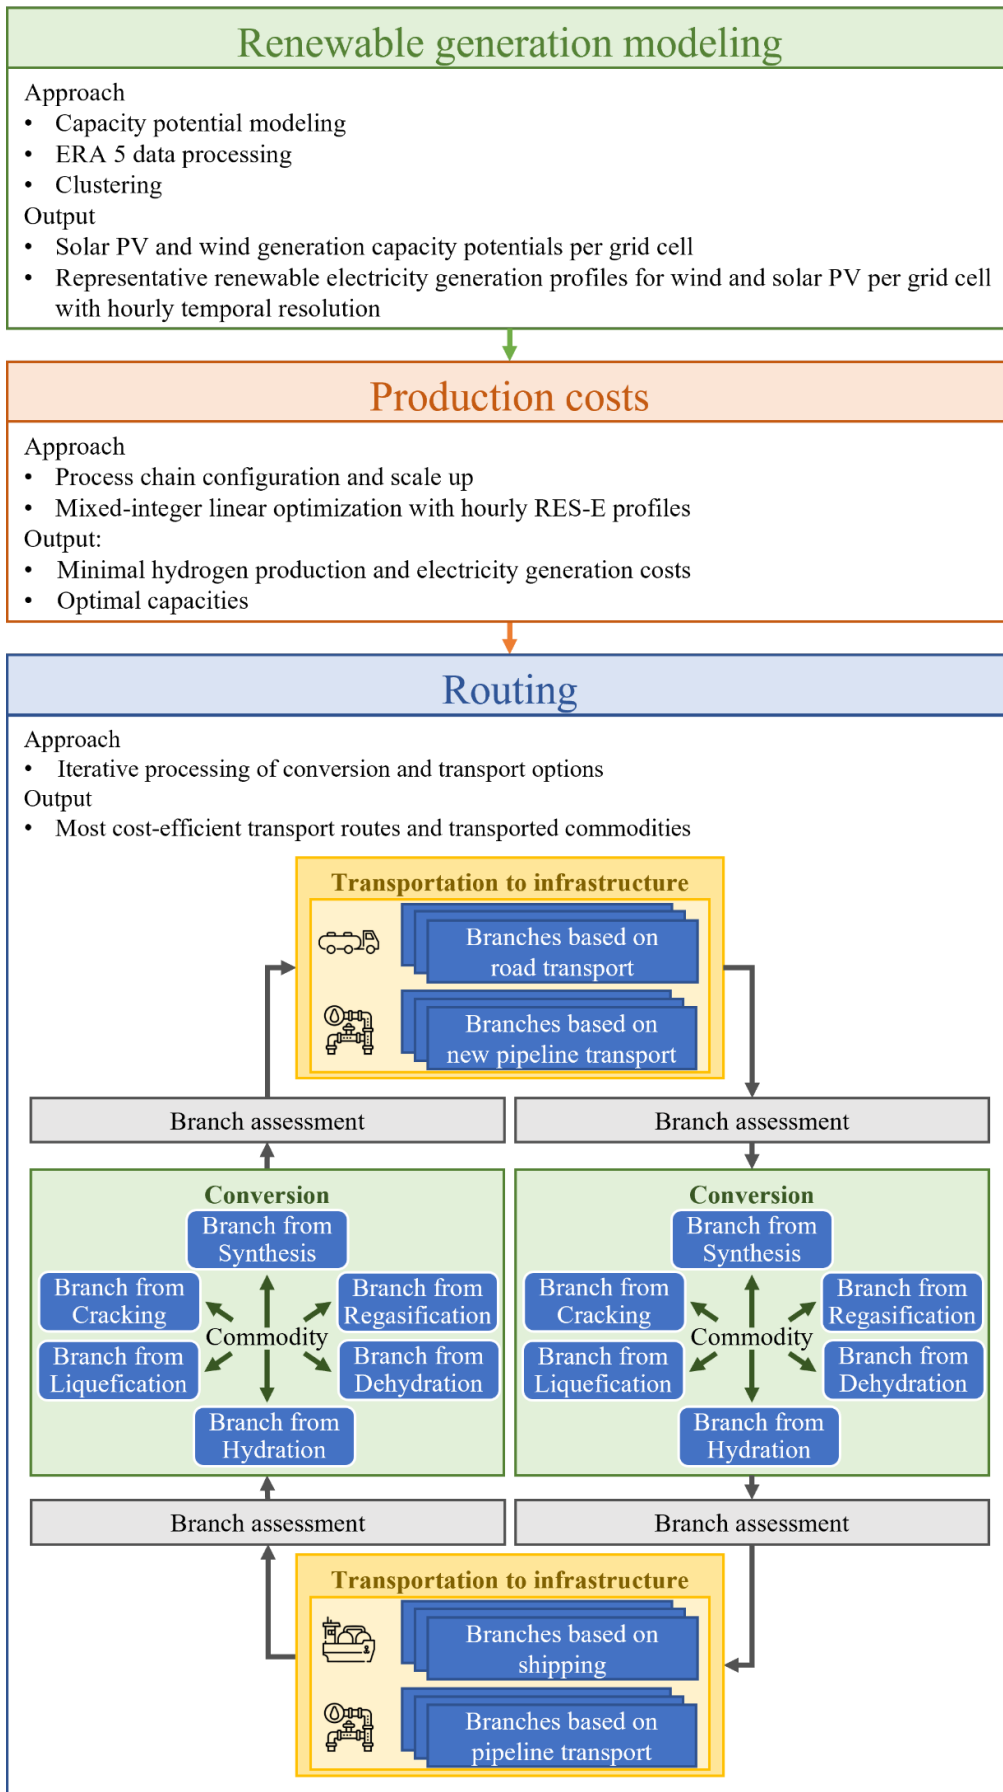 Renewable generation modeling
Approach
• Capacity potential modeling
• ERA 5 data processing
• Clustering
Output
• Solar PV and wind generation capacity potentials per grid cell
• Representative renewable electricity generation profiles for wind and solar PV per grid cell
with hourly temporal resolution
Production costs
Approach
• Process chain configuration and scale up
• Mixed-integer linear optimization with hourly RES-E profiles
Output:
• Minimal hydrogen production and electricity generation costs
• Optimal capacities
Routing
Approach
• Iterative processing of conversion and transport options
Output
• Most cost-efficient transport routes and transported commodities
Transportation to infrastructure
Branches based on
road transport
Branches based on
new pipeline transport
Branch assessment
Branch assessment
Conversion
Branch from
Synthesis
Branch from
Cracking
Branch from
Regasification
Commodity
Branch from
Liquefication
Branch from
Dehydration
Branch from
Hydration
Conversion
Branch from
Synthesis
Branch from
Cracking
Branch from
Regasification
Commodity
Branch from
Liquefication
Branch from
Dehydration
Branch from
Hydration
Branch assessment
Branch assessment
Transportation to infrastructure
Branches based on
shipping
Branches based on
pipeline transport